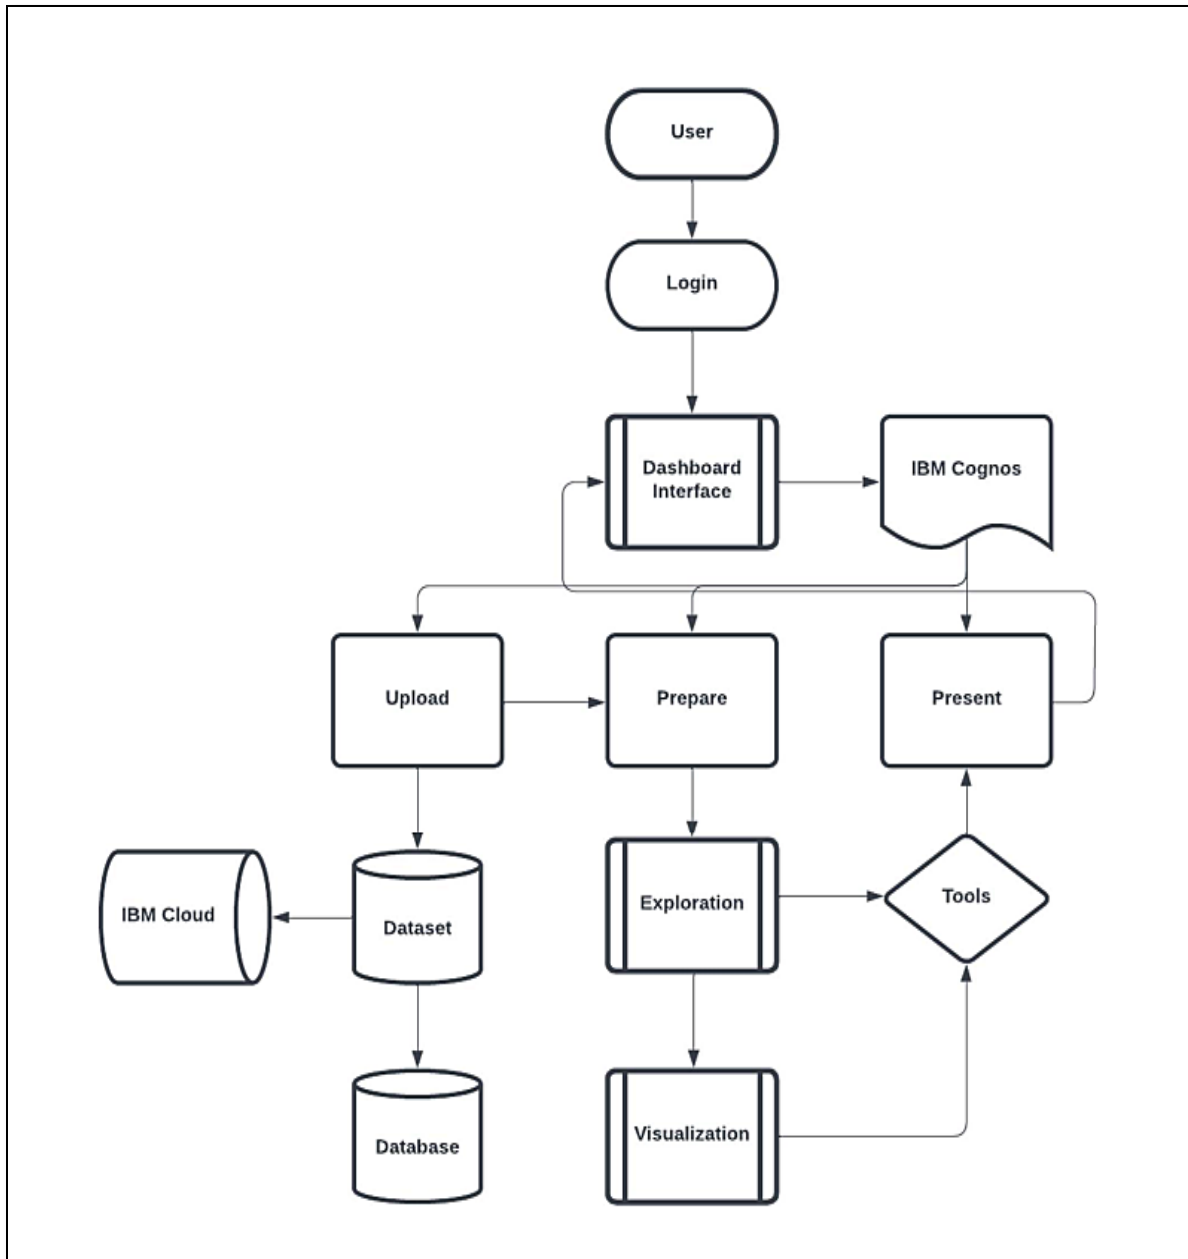 User
Login
Dashboard
Interface
IBM Cognos
Upload
Prepare
Present
IBM Cloud
Dataset
Exploration
Tools
Database
Visualization